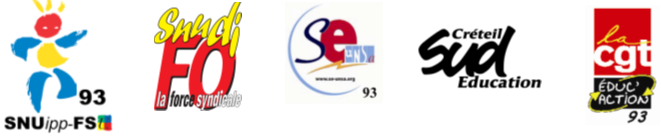 93
SNUipp-FSU
Snudi
FO
la force syndicale
Se
UNSA
www.se-unsa.org
93
Créteil
Sud
Education
la
cgt
ÉDUC'
ACTION
93